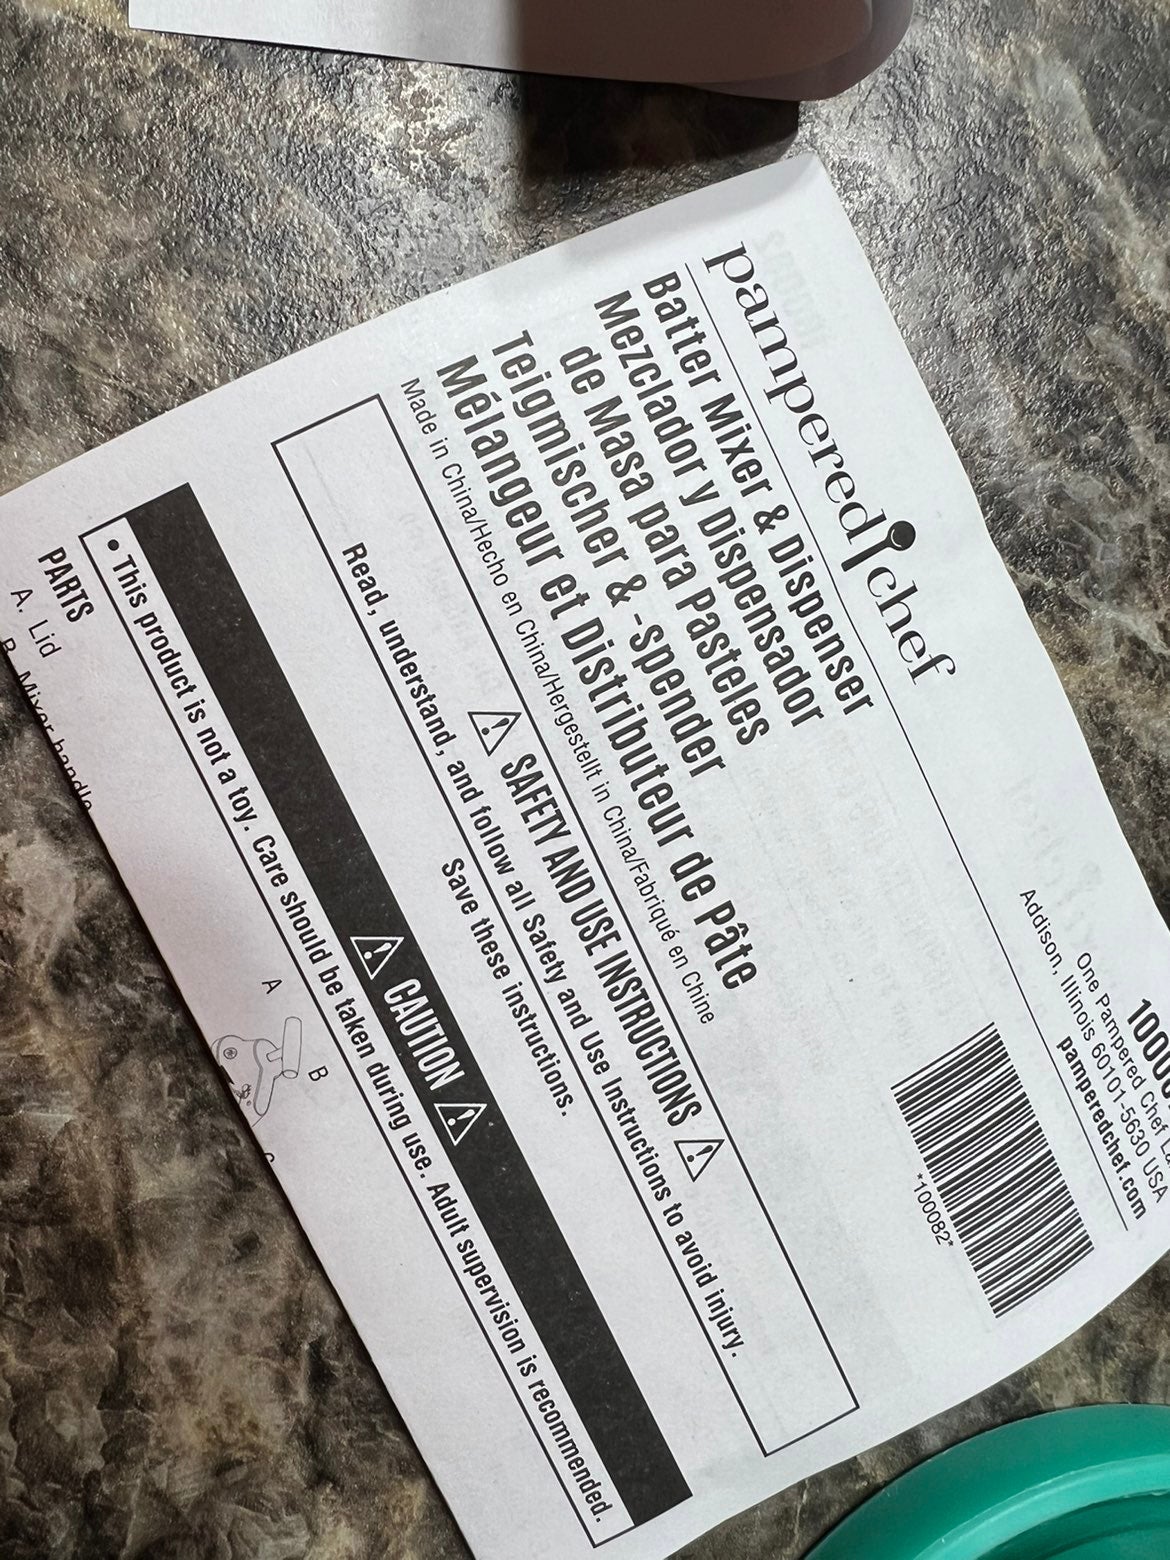 pampered chef
One Pampered Chef
Addison, Illinois 60101-5630 USA
pamperedchef.com
Batter Mixer & Dispenser
Mezclador y Dispensador
de Masa para Pasteles
Teigmischer & -spender
Mélangeur et Distributeur de Pâte
Made in China/Hecho en China/Hergestellt in China/Fabriqué en Chine
*100082*
SAFETY AND USE INSTRUCTIONS
Read, understand, and follow all Safety and Use Instructions to avoid injury.
Save these instructions.
CAUTION
• This product is not a toy. Care should be taken during use. Adult supervision is recommended.
PARTS
A. Lid
B. Mixer handle
A
B